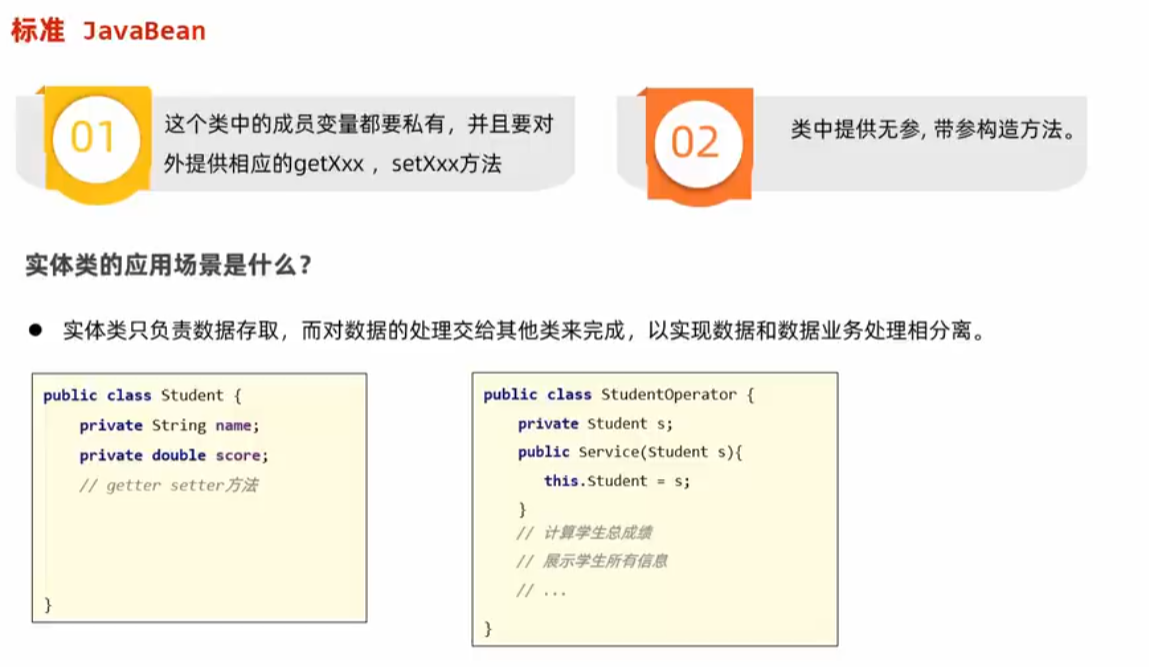 标准 JavaBean
01
这个类中的成员变量都要私有，并且要对
外提供相应的getXxx ，setXxx方法
02
类中提供无参, 带参构造方法。
实体类的应用场景是什么？
● 实体类只负责数据存取，而对数据的处理交给其他类来完成，以实现数据和数据业务处理相分离。
public class Student {
private String name;
private double score;
// getter setter方法
}
public class StudentOperator {
private Student s;
public Service(Student s){
this.Student = s;
}
// 计算学生总成绩
// 展示学生所有信息
// ...
}